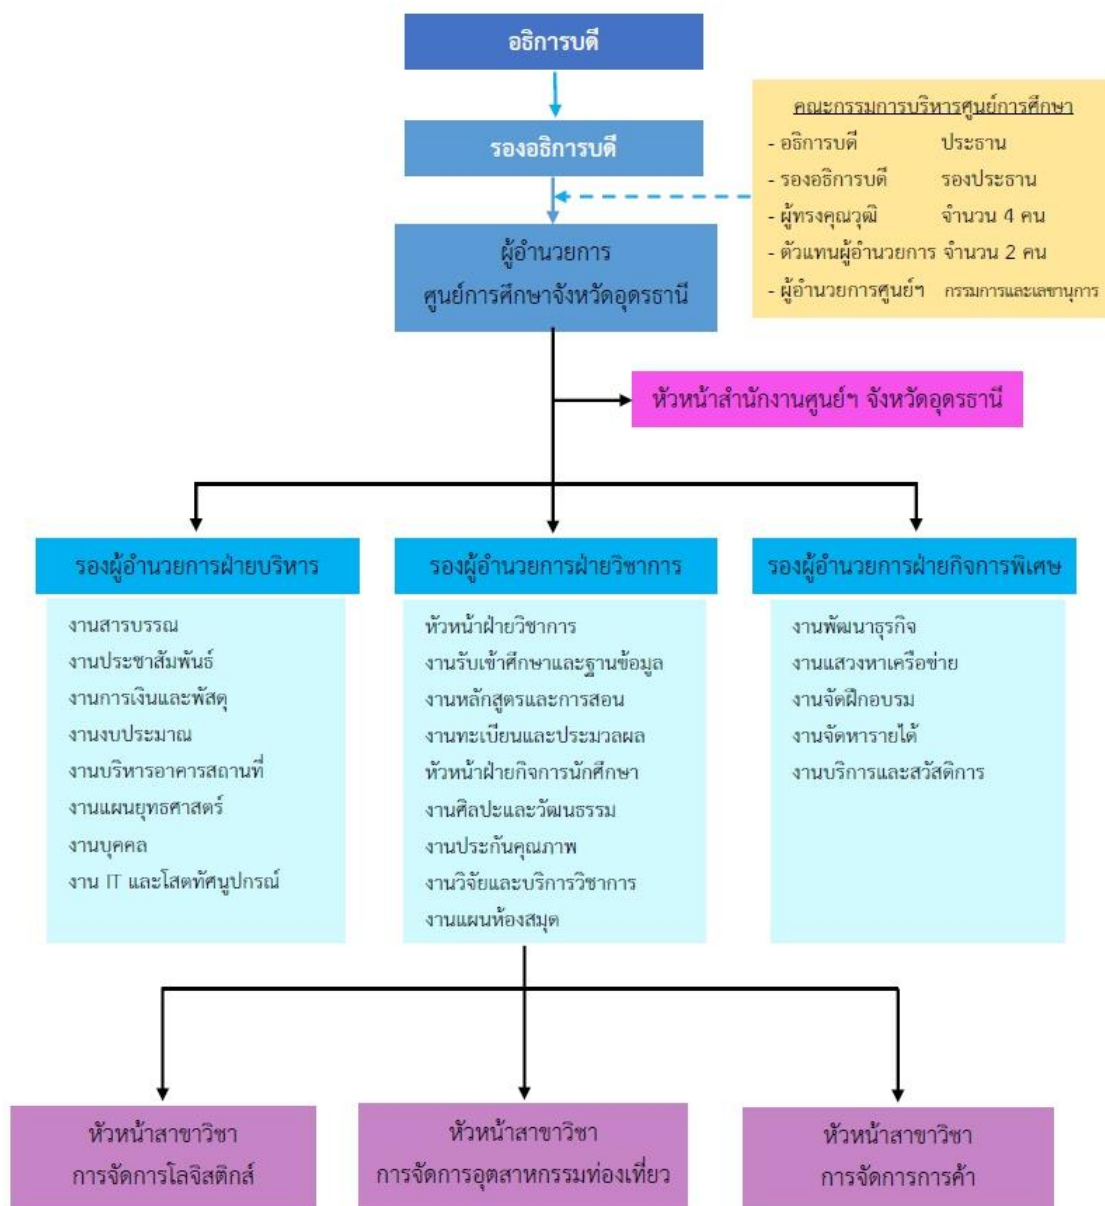 อธิการบดี
รองอธิการบดี
คณะกรรมการบริหารศูนย์การศึกษา
- อธิการบดี ประธาน
- รองอธิการบดี รองประธาน
- ผู้ทรงคุณวุฒิ จำนวน 4 คน
- ตัวแทนผู้อำนวยการ จำนวน 2 คน
- ผู้อำนวยการศูนย์ฯ กรรมการและเลขานุการ
ผู้อำนวยการ
ศูนย์การศึกษาจังหวัดอุดรธานี
หัวหน้าสำนักงานศูนย์ฯ จังหวัดอุดรธานี
รองผู้อำนวยการฝ่ายบริหาร
งานสารบรรณ
งานประชาสัมพันธ์
งานการเงินและพัสดุ
งานงบประมาณ
งานบริหารอาคารสถานที่
งานแผนยุทธศาสตร์
งานบุคคล
งาน IT และโสตทัศนูปกรณ์
รองผู้อำนวยการฝ่ายวิชาการ
หัวหน้าฝ่ายวิชาการ
งานรับเข้าศึกษาและฐานข้อมูล
งานหลักสูตรและการสอน
งานทะเบียนและประมวลผล
หัวหน้าฝ่ายกิจการนักศึกษา
งานศิลปะและวัฒนธรรม
งานประกันคุณภาพ
งานวิจัยและบริการวิชาการ
งานแผนห้องสมุด
รองผู้อำนวยการฝ่ายกิจการพิเศษ
งานพัฒนาธุรกิจ
งานแสวงหาเครือข่าย
งานจัดฝึกอบรม
งานจัดหารายได้
งานบริการและสวัสดิการ
หัวหน้าสาขาวิชา
การจัดการโลจิสติกส์
หัวหน้าสาขาวิชา
การจัดการอุตสาหกรรมท่องเที่ยว
หัวหน้าสาขาวิชา
การจัดการการค้า